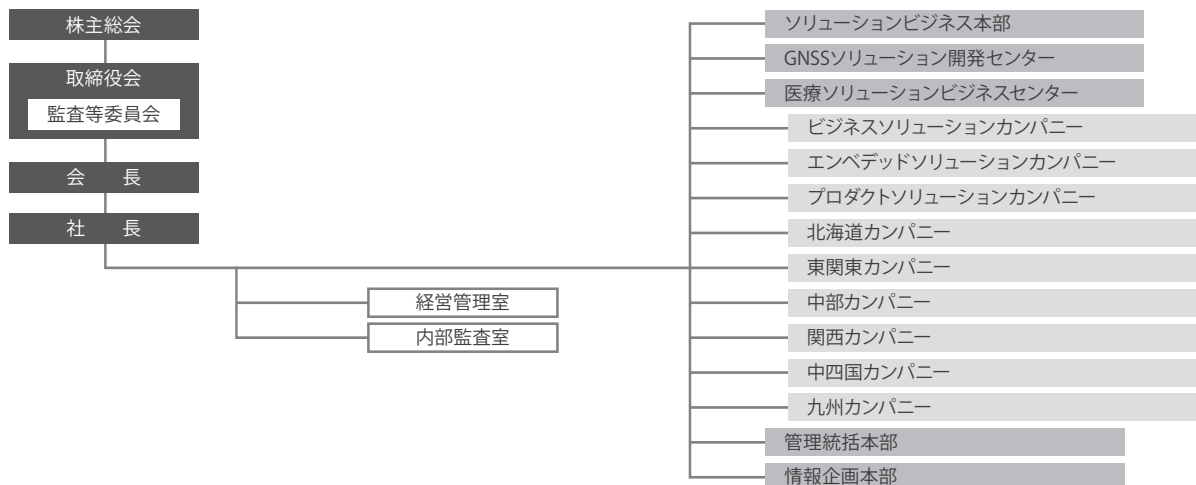 株主総会
取締役会
監査等委員会
会　長
社　長
経営管理室
内部監査室
ソリューションビジネス本部
GNSSソリューション開発センター
医療ソリューションビジネスセンター
ビジネスソリューションカンパニー
エンベデッドソリューションカンパニー
プロダクトソリューションカンパニー
北海道カンパニー
東関東カンパニー
中部カンパニー
関西カンパニー
中四国カンパニー
九州カンパニー
管理統括本部
情報企画本部